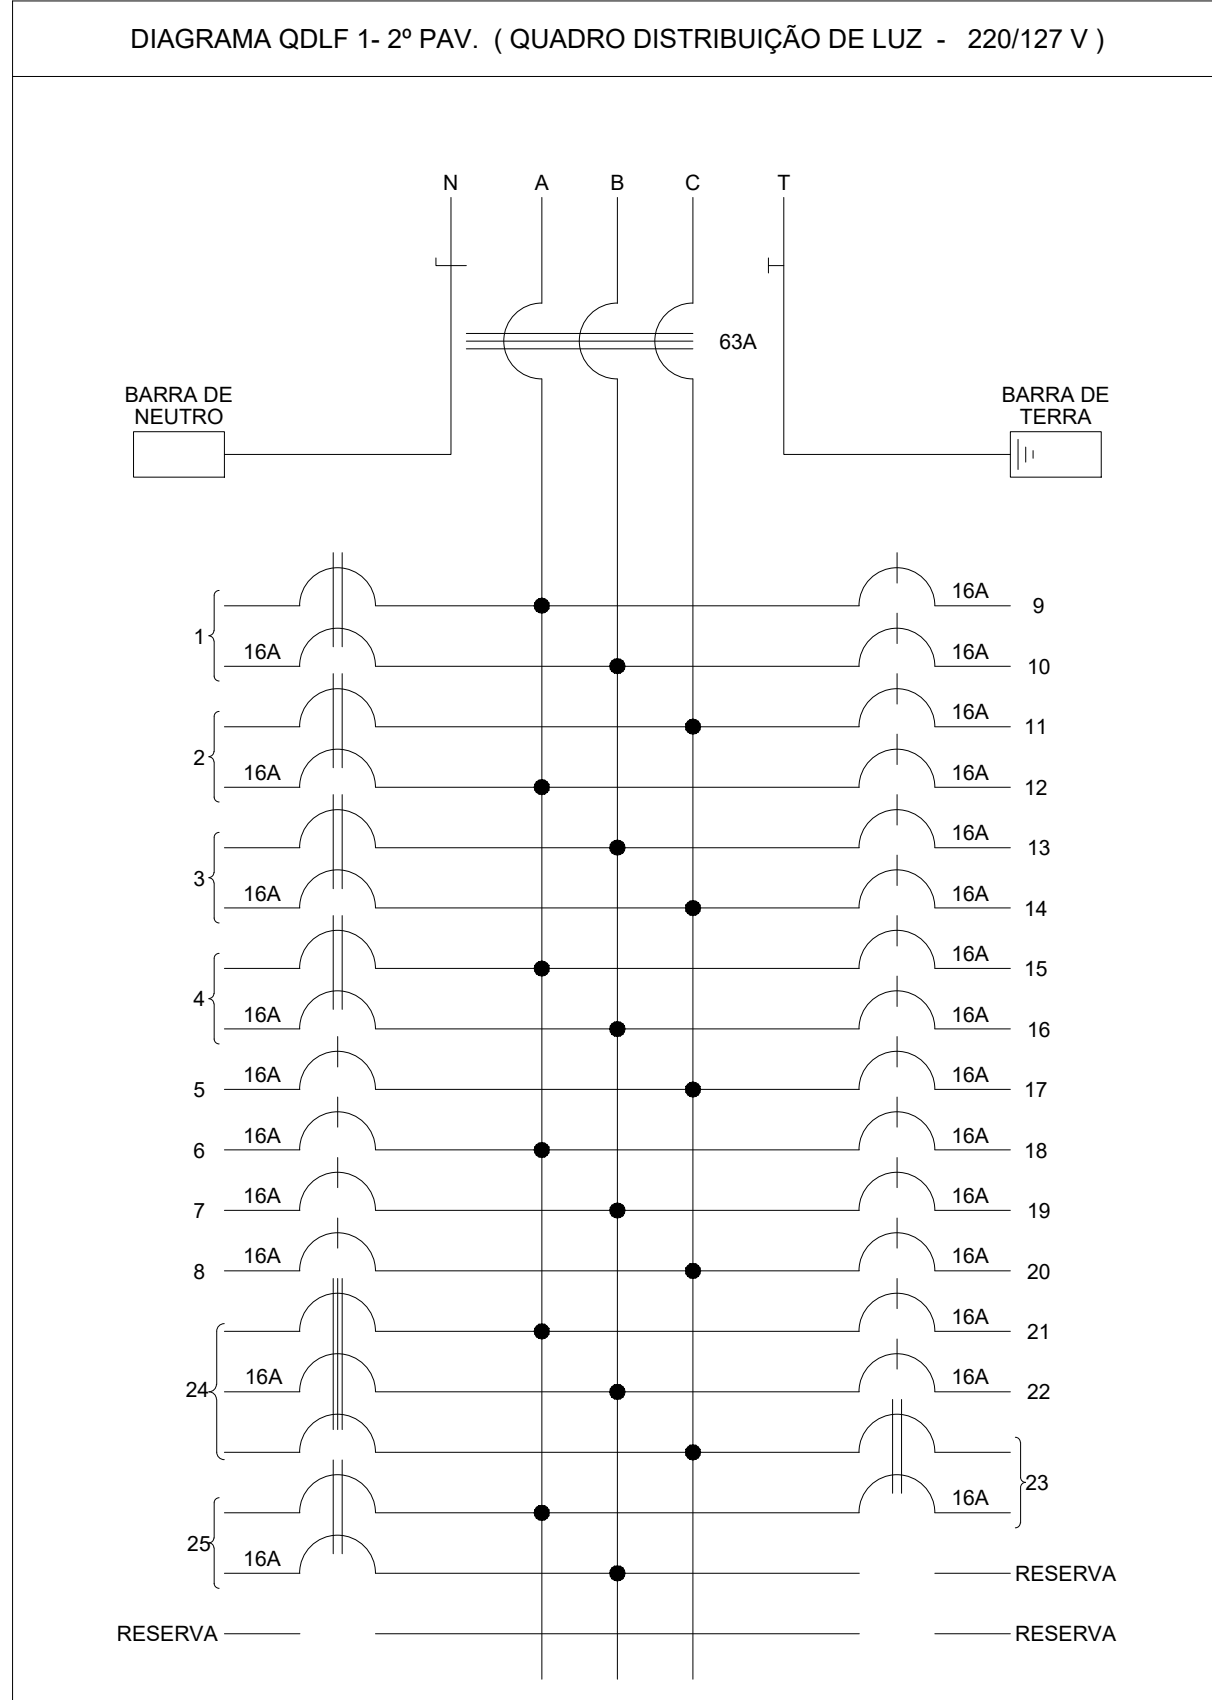 DIAGRAMA QDLF 1- 2º PAV. ( QUADRO DISTRIBUIÇÃO DE LUZ - 220/127 V )
N A B C T
63A
BARRA DE
NEUTRO
BARRA DE
TERRA
16A 9
1 16A 16A 10
16A 11
2 16A 16A 12
16A 13
3 16A 16A 14
16A 15
4 16A 16A 16
5 16A 16A 17
6 16A 16A 18
7 16A 16A 19
8 16A 16A 20
16A 21
24 16A 16A 22
23
16A
25 16A RESERVA
RESERVA RESERVA